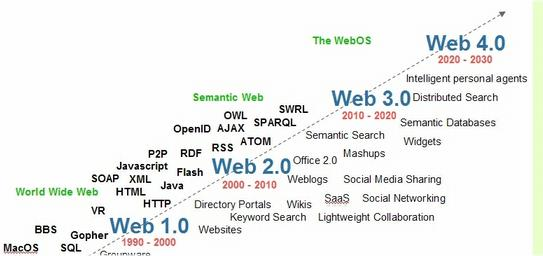 The WebOS
Web 4.0
2020 - 2030
Intelligent personal agents
Semantic Web
Web 3.0
Distributed Search
2010 - 2020
SWRL
OWL
SPARQL
Semantic Databases
OpenID
AJAX
Semantic Search
ATOM
Widgets
P2P
RDF
RSS
Mashups
Office 2.0
Javascript
Web 2.0
Flash
2000 - 2010
SOAP
XML
Weblogs
Social Media Sharing
Java
World Wide Web
HTML
SaaS
Social Networking
HTTP
Directory Portals
Wikis
VR
Keyword Search
Lightweight Collaboration
Web 1.0
BBS
Gopher
Websites
1990 - 2000
MacOS
SQL
Groupware